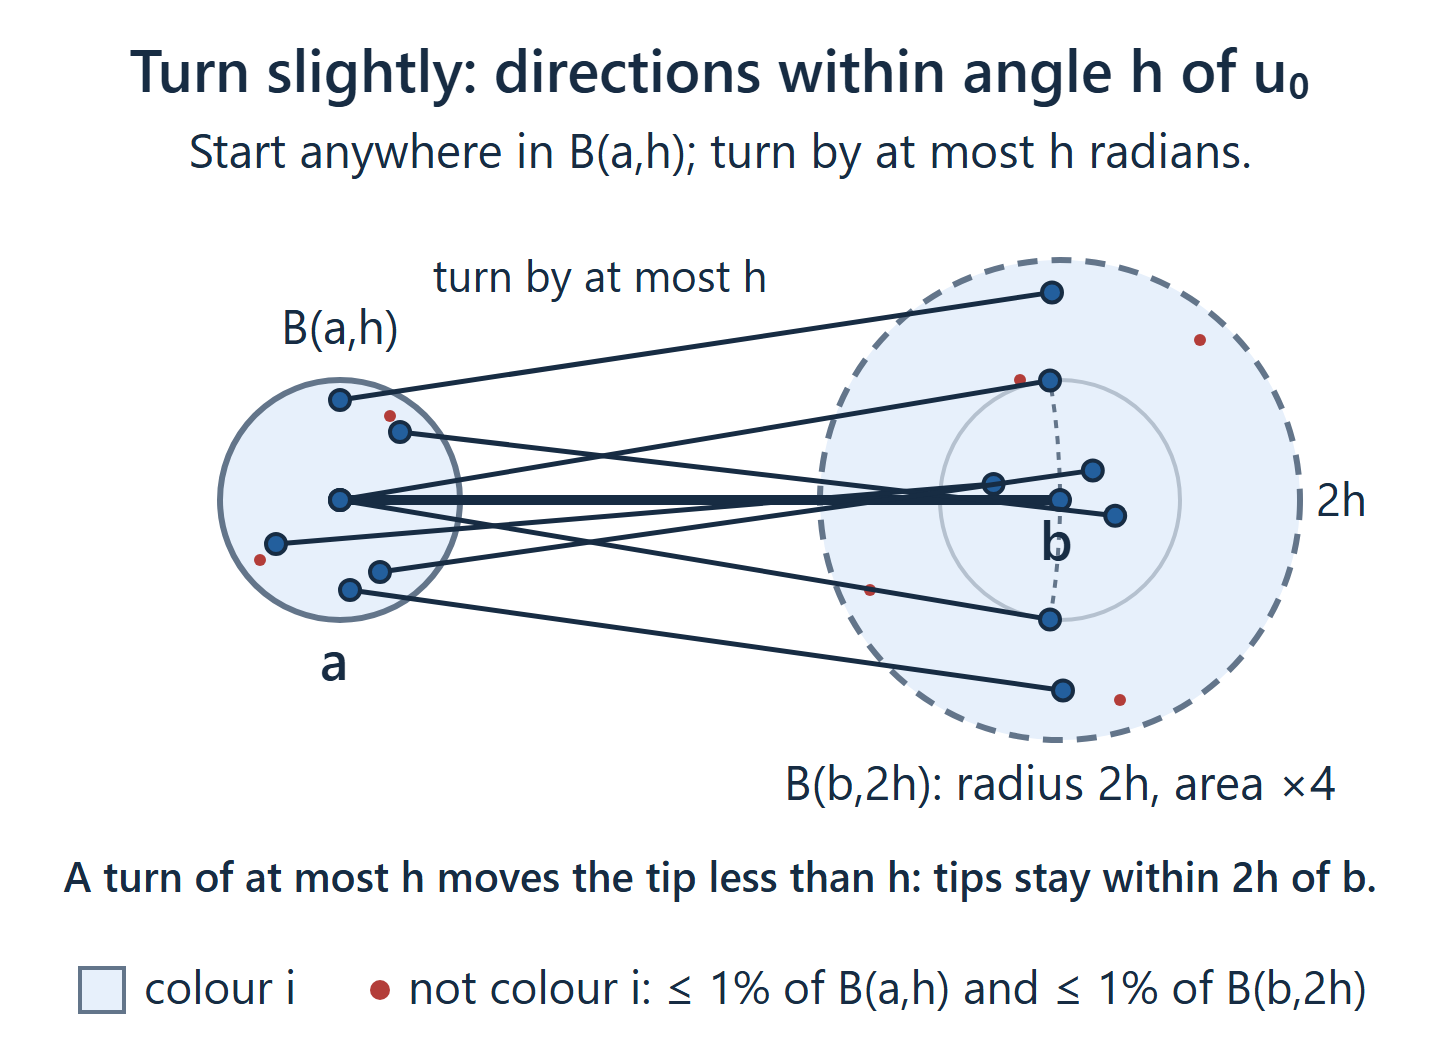 Turn slightly: directions within angle h of u₀
Start anywhere in B(a,h); turn by at most h radians.
turn by at most h
B(a,h)
2h
b
a
B(b,2h): radius 2h, area ×4
A turn of at most h moves the tip less than h: tips stay within 2h of b.
colour i
not colour i: ≤ 1% of B(a,h) and ≤ 1% of B(b,2h)